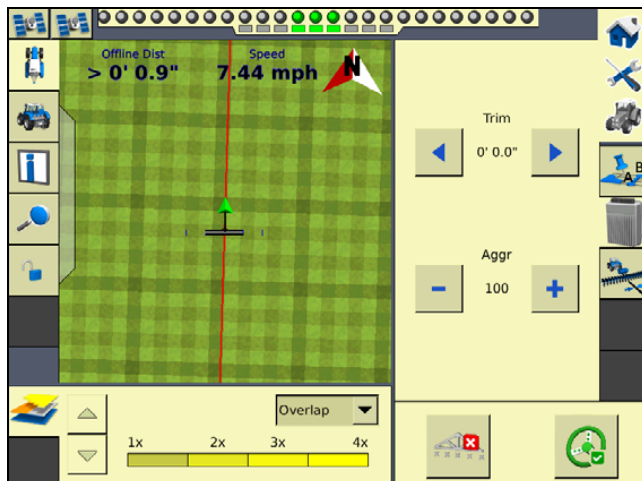 Offline Dist
> 0' 0.9"
Speed
7.44 mph
N
Trim
0' 0.0"
A B
Aggr
100
Overlap
1x 2x 3x 4x